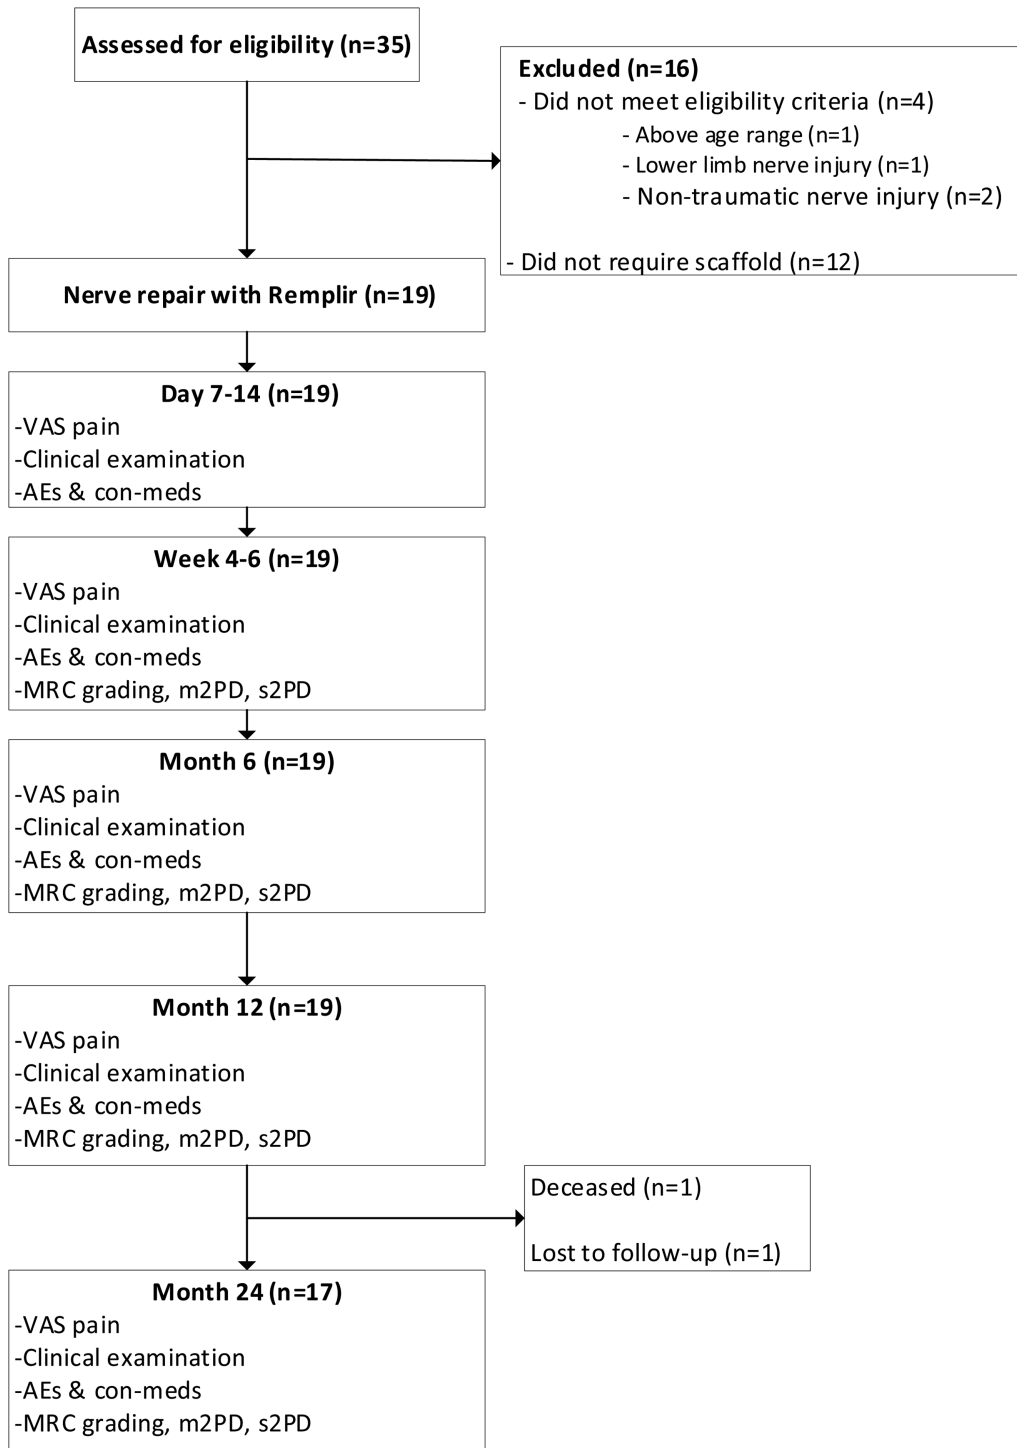 Assessed for eligibility (n=35)
Excluded (n=16)
- Did not meet eligibility criteria (n=4)
- Above age range (n=1)
- Lower limb nerve injury (n=1)
- Non-traumatic nerve injury (n=2)
- Did not require scaffold (n=12)
Nerve repair with Remplir (n=19)
Day 7-14 (n=19)
-VAS pain
-Clinical examination
-AEs & con-meds
Week 4-6 (n=19)
-VAS pain
-Clinical examination
-AEs & con-meds
-MRC grading, m2PD, s2PD
Month 6 (n=19)
-VAS pain
-Clinical examination
-AEs & con-meds
-MRC grading, m2PD, s2PD
Month 12 (n=19)
-VAS pain
-Clinical examination
-AEs & con-meds
-MRC grading, m2PD, s2PD
Deceased (n=1)
Lost to follow-up (n=1)
Month 24 (n=17)
-VAS pain
-Clinical examination
-AEs & con-meds
-MRC grading, m2PD, s2PD